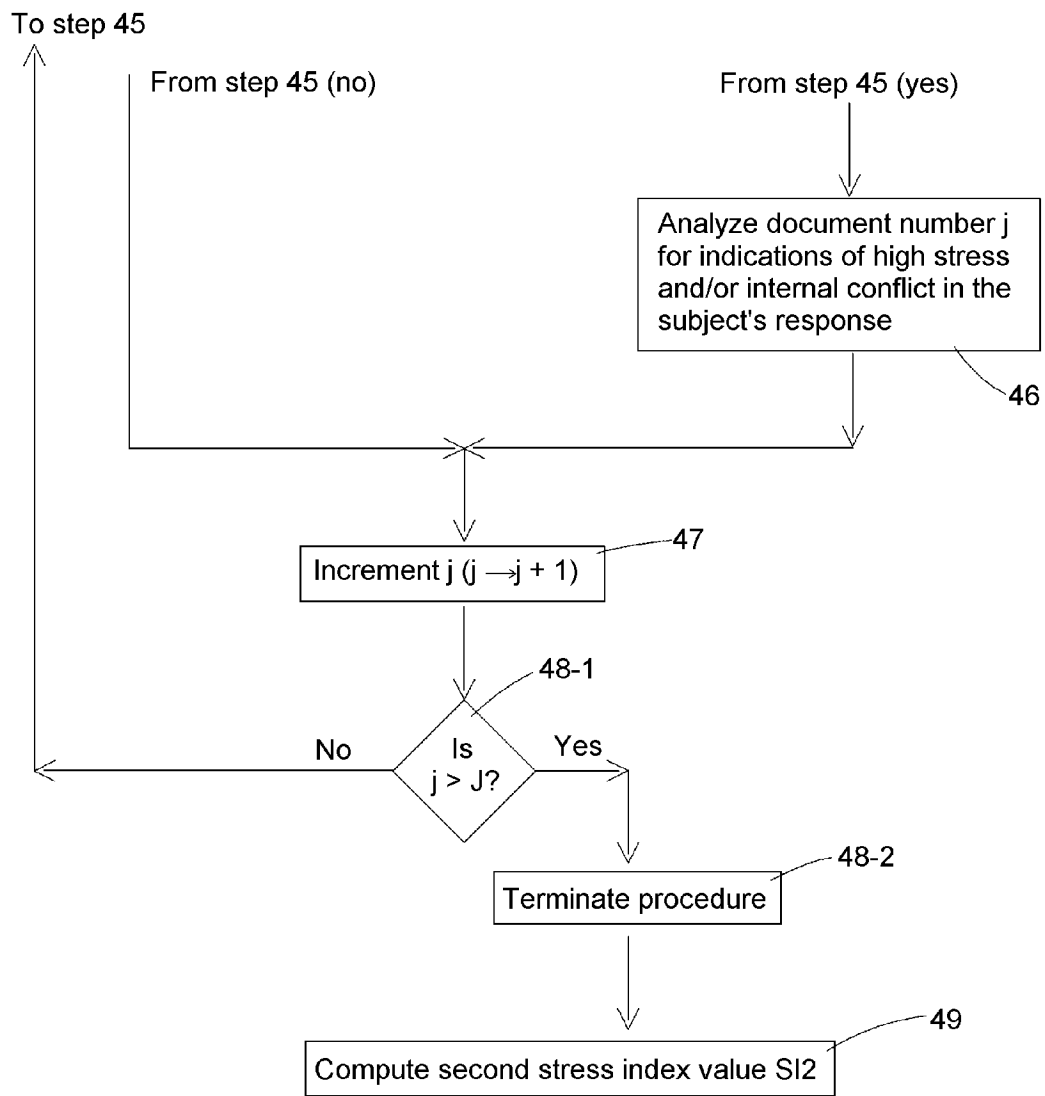 To step 45
From step 45 (no)
From step 45 (yes)
Analyze document number j
for indications of high stress
and/or internal conflict in the
subject's response
46
47
Increment j (j → j + 1)
48-1
No
Is
j > J?
Yes
48-2
Terminate procedure
49
Compute second stress index value SI2